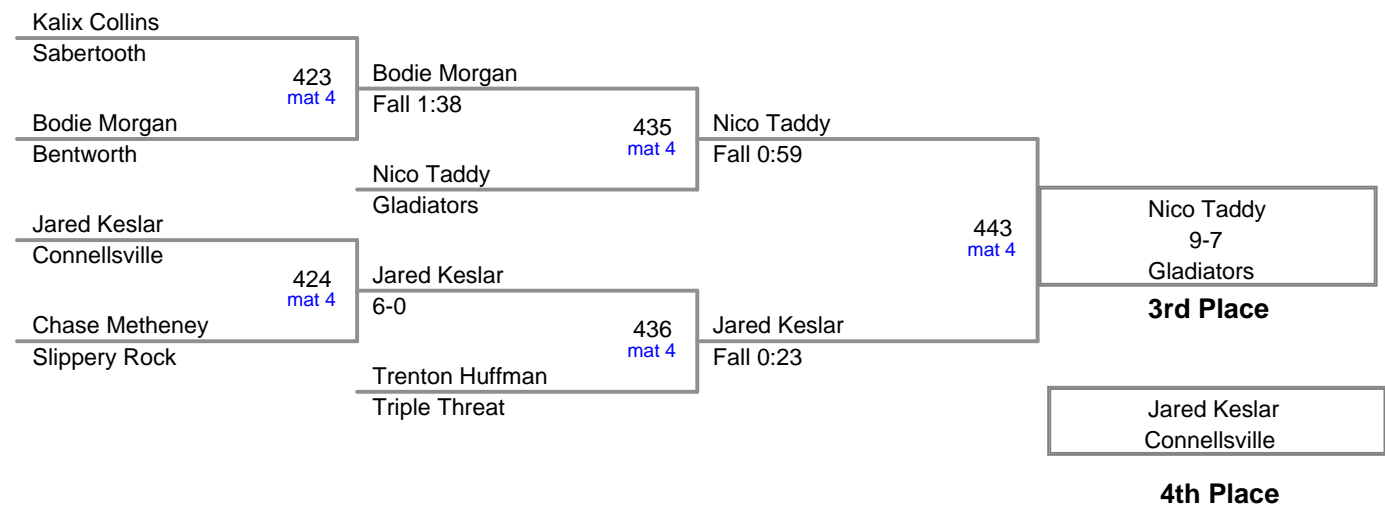 Kalix Collins
Sabertooth
423
mat 4
Bodie Morgan
Bentworth
Bodie Morgan
Fall 1:38
435
mat 4
Nico Taddy
Gladiators
Nico Taddy
Fall 0:59
Jared Keslar
Connellsville
424
mat 4
Chase Metheney
Slippery Rock
Jared Keslar
6-0
436
mat 4
Trenton Huffman
Triple Threat
Jared Keslar
Fall 0:23
443
mat 4
Nico Taddy
9-7
Gladiators
3rd Place
Jared Keslar
Connellsville
4th Place